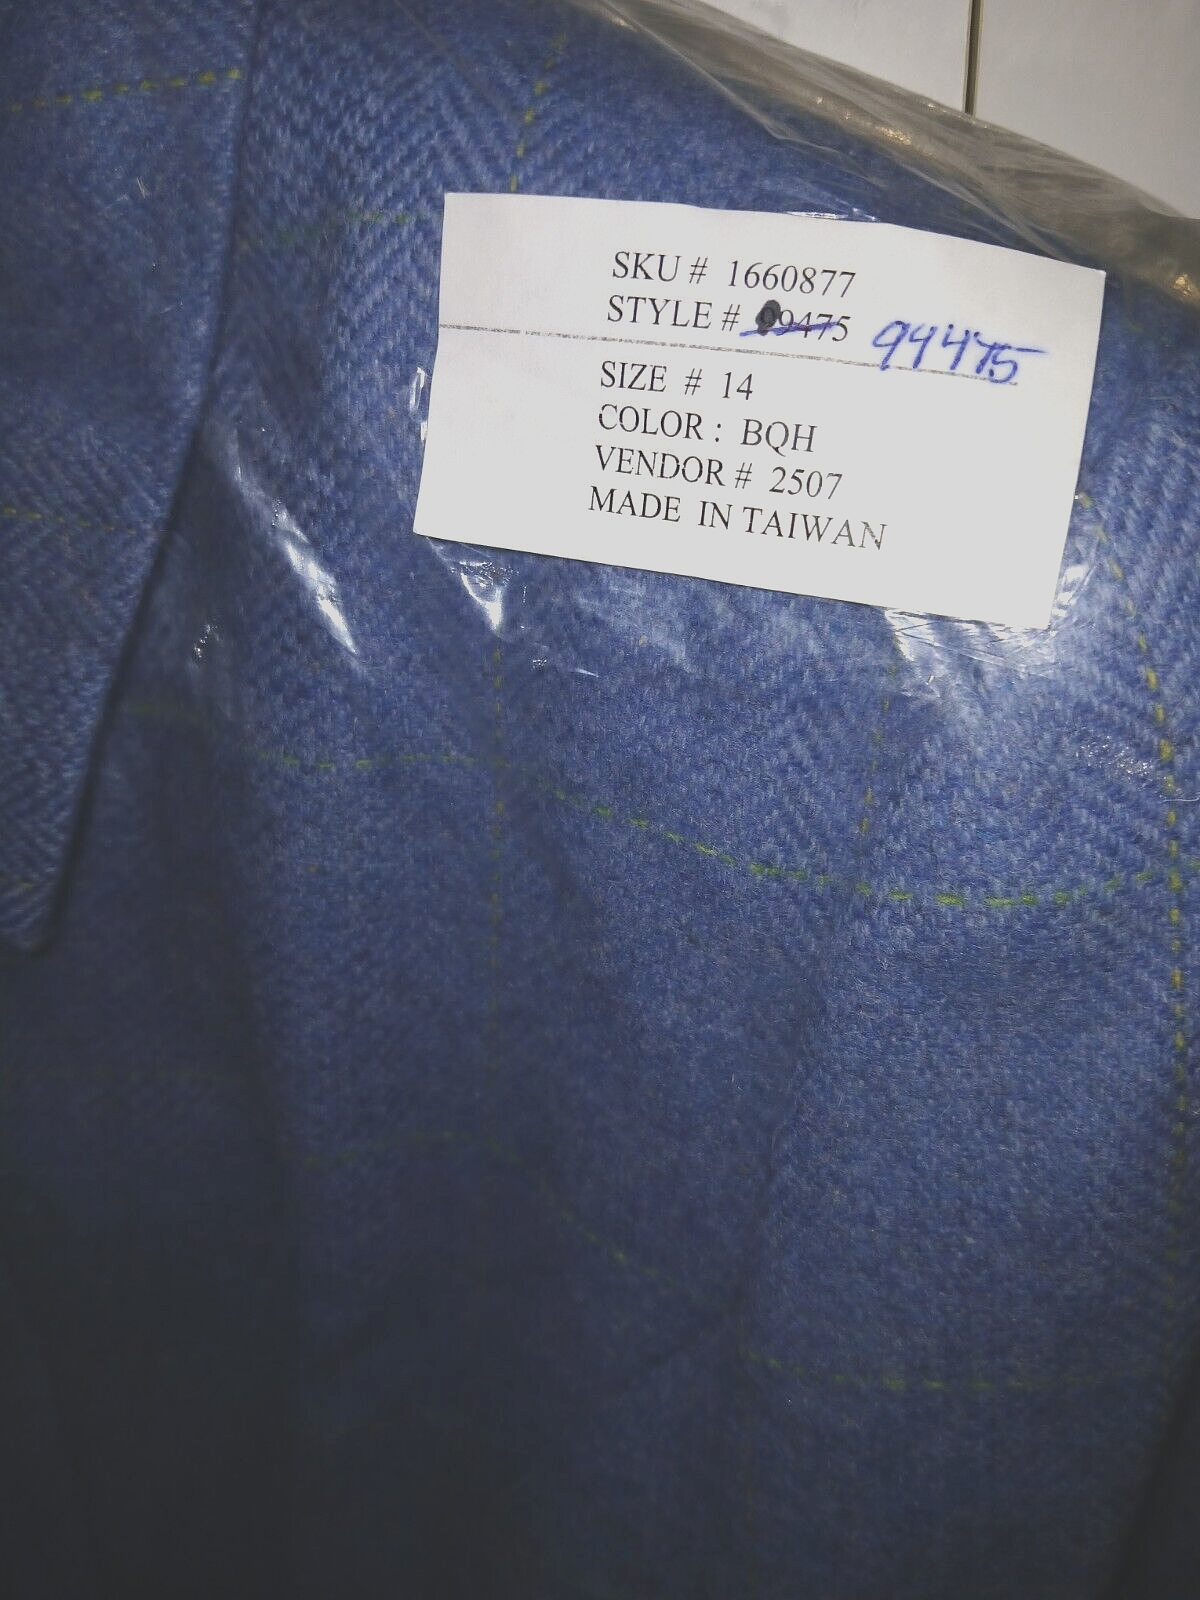 SKU # 1660877
STYLE # 99475 94475
SIZE # 14
COLOR : BQH
VENDOR # 2507
MADE IN TAIWAN